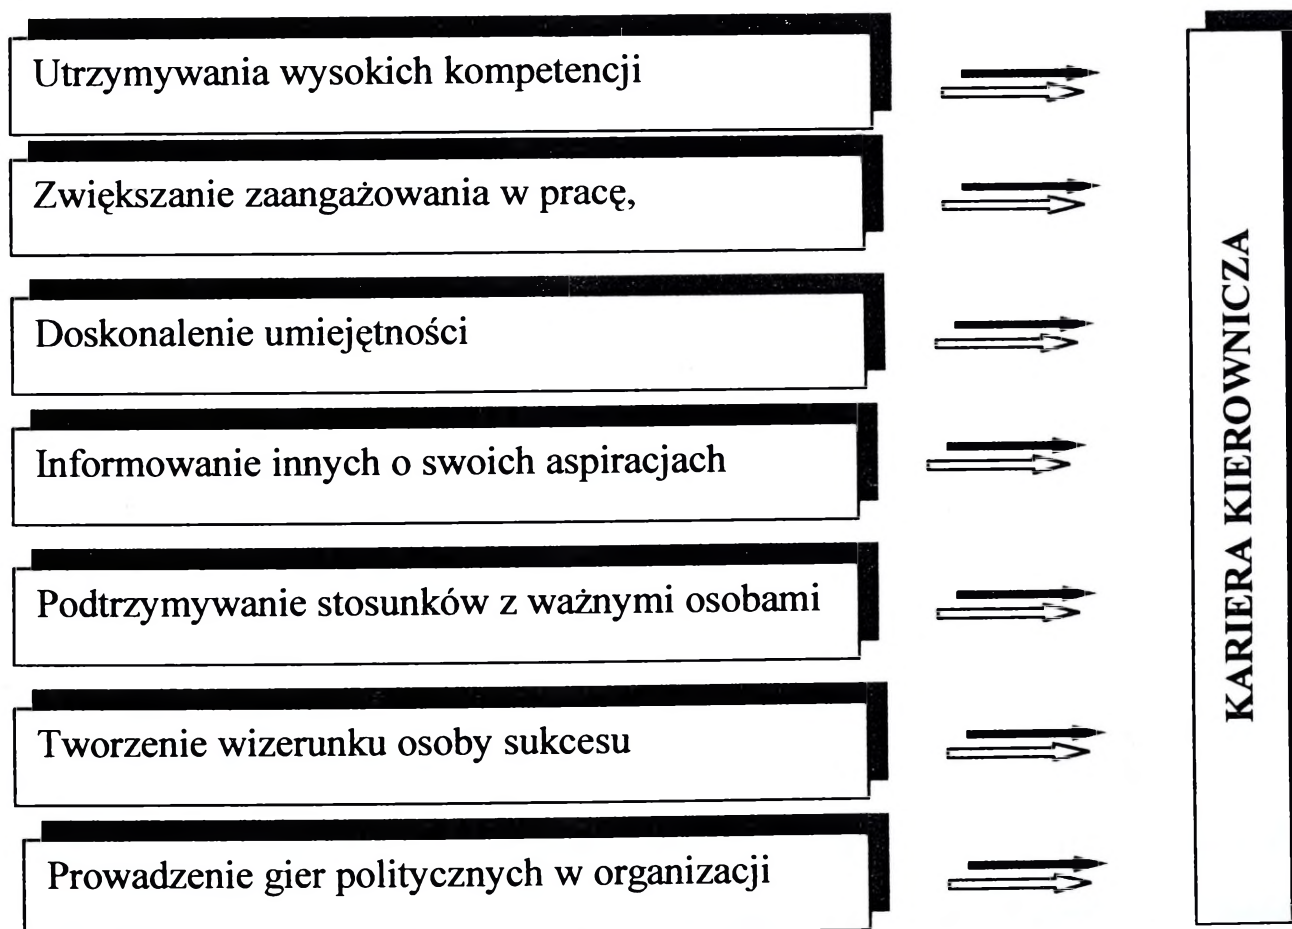 Utrzymywania wysokich kompetencji
Zwiększanie zaangażowania w pracę,
Doskonalenie umiejętności
Informowanie innych o swoich aspiracjach
Podtrzymywanie stosunków z ważnymi osobami
Tworzenie wizerunku osoby sukcesu
Prowadzenie gier politycznych w organizacji
KARIERA KIEROWNICZA